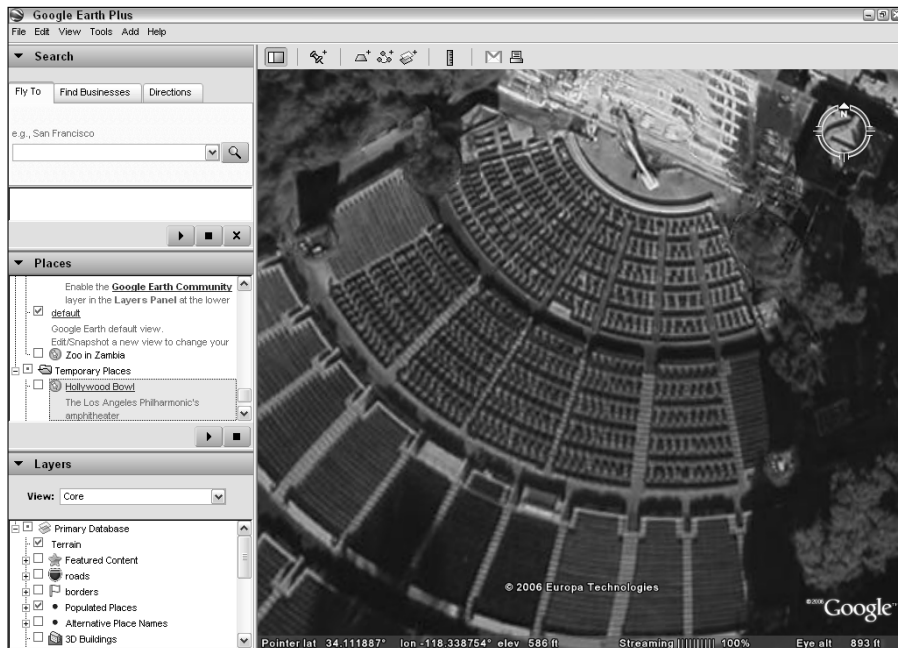 Google Earth Plus
File Edit View Tools Add Help
Search
Fly To Find Businesses Directions
e.g., San Francisco
Places
Enable the Google Earth Community
layer in the Layers Panel at the lower
default
Google Earth default view.
Edit/Snapshot a new view to change your
Zoo in Zambia
Temporary Places
Hollywood Bowl
The Los Angeles Philharmonic's
amphitheater
Layers
View: Core
Primary Database
Terrain
Featured Content
roads
borders
Populated Places
Alternative Place Names
3D Buildings
N
© 2006 Europa Technologies
©2006 Google™
Pointer lat 34.111887° lon -118.338754° elev 586 ft Streaming |||||||||| 100% Eye alt 893 ft